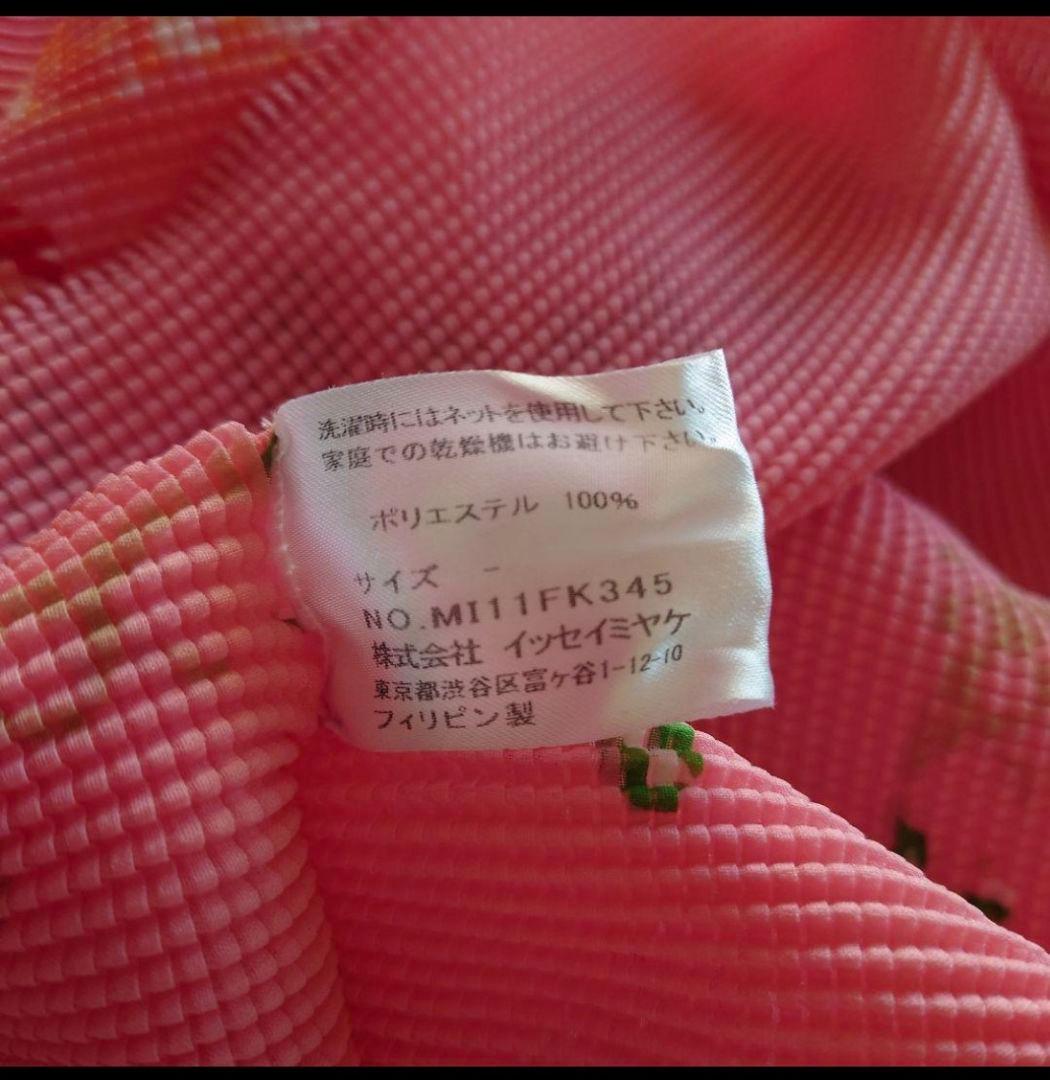 洗濯時にはネットを使用して下さい。
家庭での乾燥機はお避け下さい。
ポリエステル 100%
サイズ -
NO.MI11FK345
株式会社 イッセイミヤケ
東京都渋谷区富ヶ谷1-12-10
フィリピン製